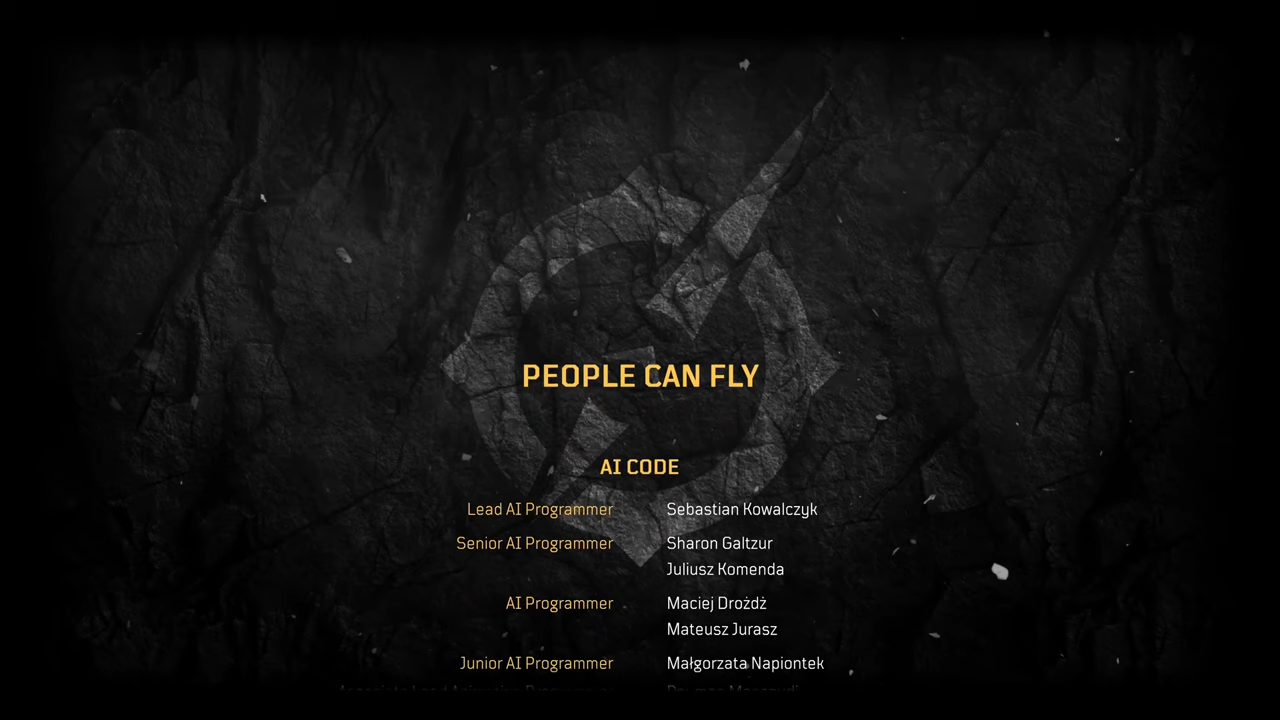 PEOPLE CAN FLY
AI CODE
Lead AI Programmer Sebastian Kowalczyk
Senior AI Programmer Sharon Galtzur
Juliusz Komenda
AI Programmer Maciej Drożdż
Mateusz Jurasz
Junior AI Programmer Małgorzata Napiontek